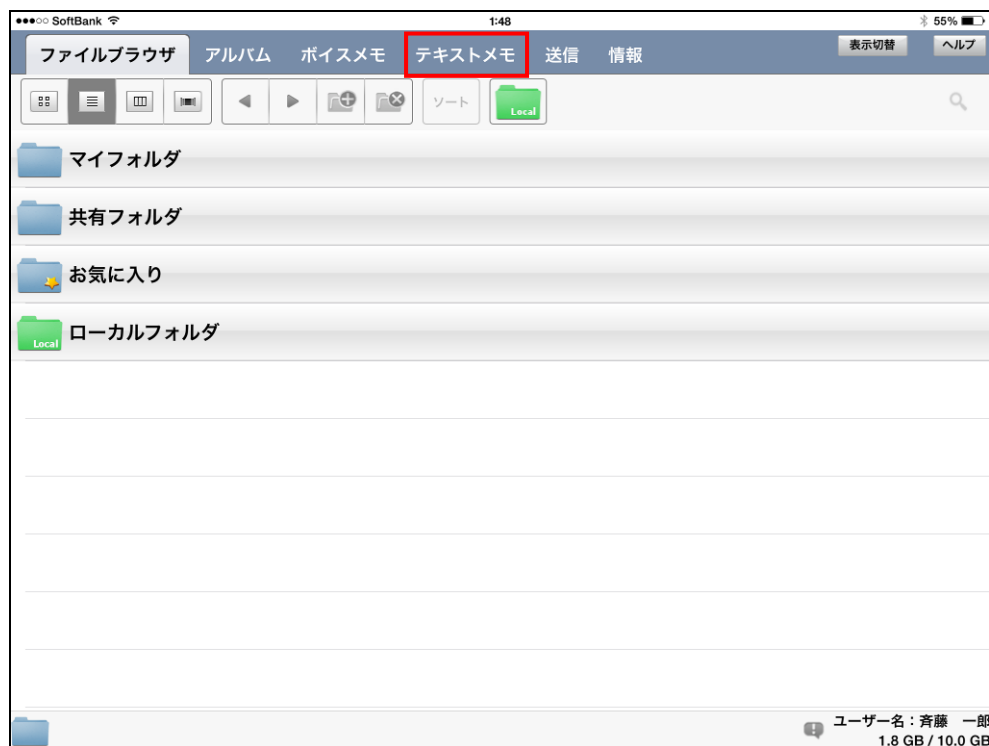 ●●●○○ SoftBank 1:48 55%
ファイルブラウザ アルバム ボイスメモ テキストメモ 送信 情報 表示切替 ヘルプ
ソート Local
マイフォルダ
共有フォルダ
お気に入り
Local ローカルフォルダ
ユーザー名：斉藤　一郎
1.8 GB / 10.0 GB